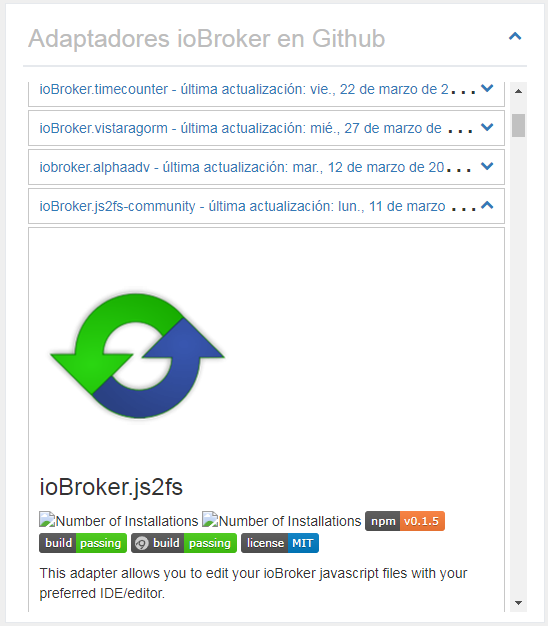 Adaptadores ioBroker en Github
ioBroker.timecounter - última actualización: vie., 22 de marzo de 2...
ioBroker.vistaragorm - última actualización: mié., 27 de marzo de ...
iobroker.alphaadv - última actualización: mar., 12 de marzo de 20...
ioBroker.js2fs-community - última actualización: lun., 11 de marzo ...
ioBroker.js2fs
Number of Installations Number of Installations npm v0.1.5
build passing build passing license MIT
This adapter allows you to edit your ioBroker javascript files with your
preferred IDE/editor.